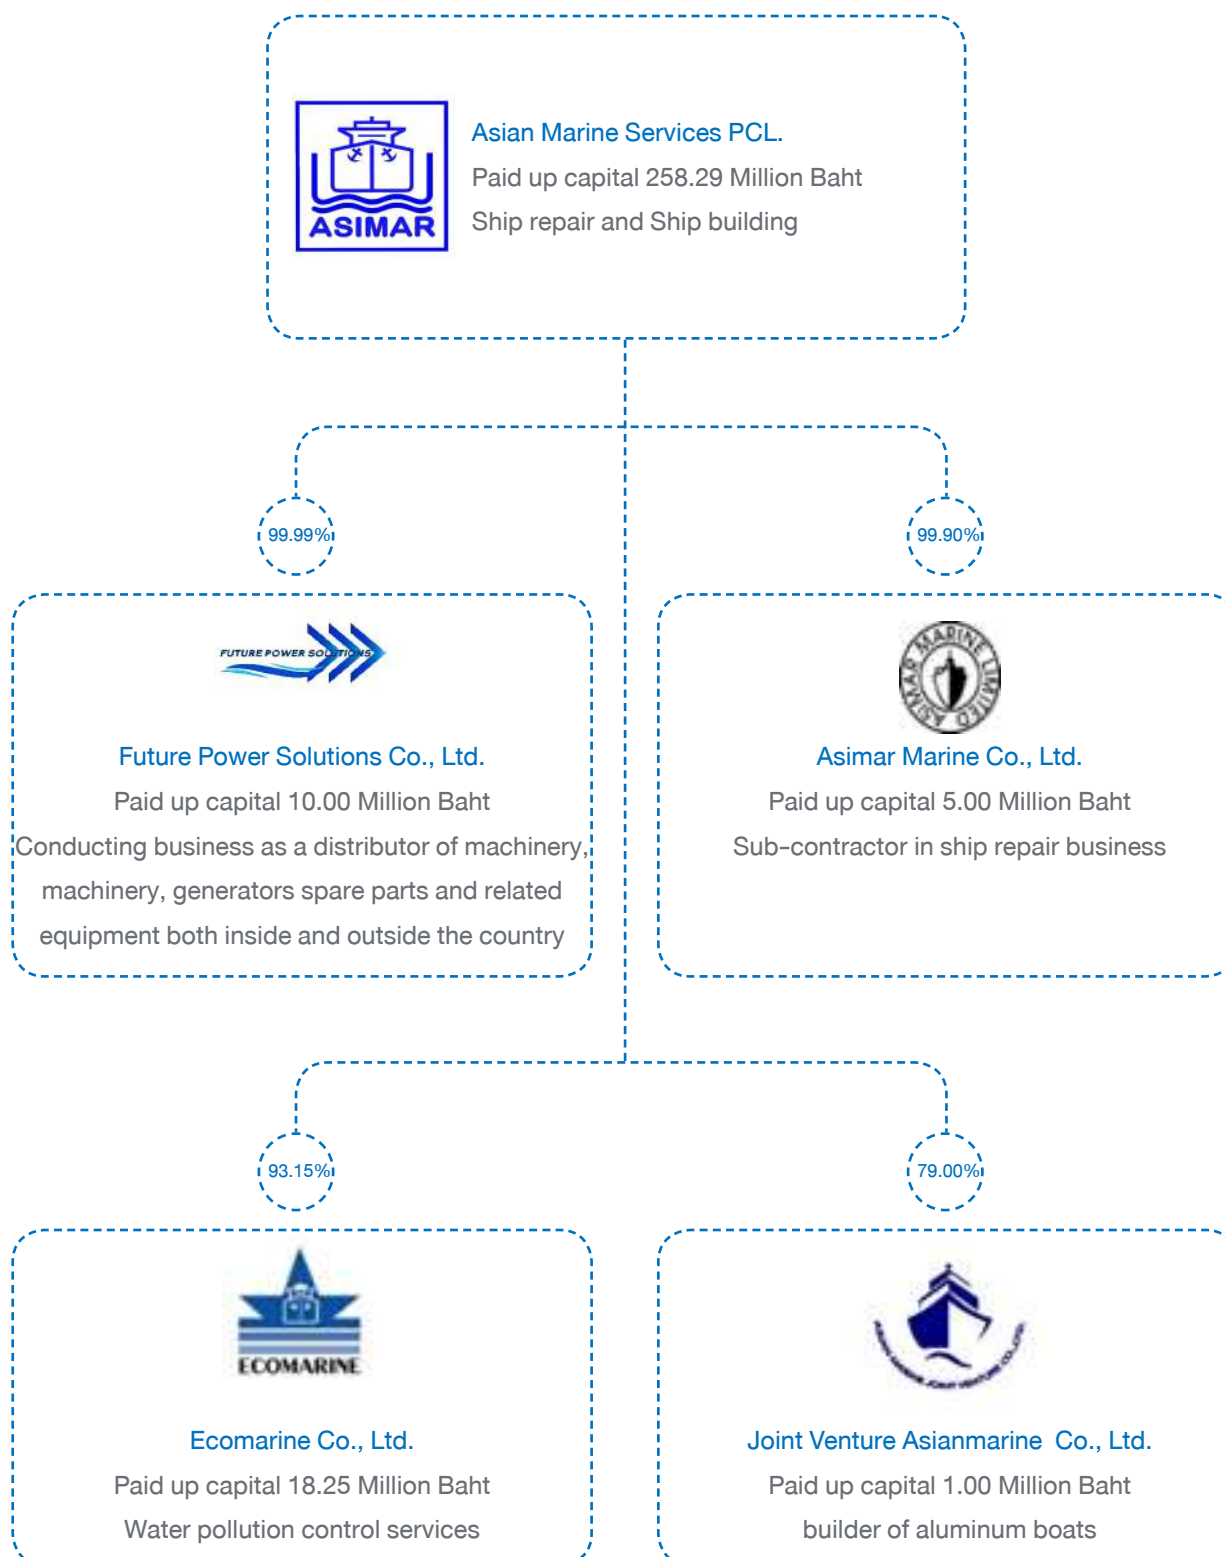 ASIMAR
Asian Marine Services PCL.
Paid up capital 258.29 Million Baht
Ship repair and Ship building
99.99%
99.90%
FUTURE POWER SOLUTIONS
ASIMAR MARINE LIMITED
Future Power Solutions Co., Ltd.
Paid up capital 10.00 Million Baht
Conducting business as a distributor of machinery,
machinery, generators spare parts and related
equipment both inside and outside the country
Asimar Marine Co., Ltd.
Paid up capital 5.00 Million Baht
Sub-contractor in ship repair business
93.15%
79.00%
ECOMARINE
Ecomarine Co., Ltd.
Paid up capital 18.25 Million Baht
Water pollution control services
JOINT VENTURE CO.,LTD.
Joint Venture Asianmarine Co., Ltd.
Paid up capital 1.00 Million Baht
builder of aluminum boats